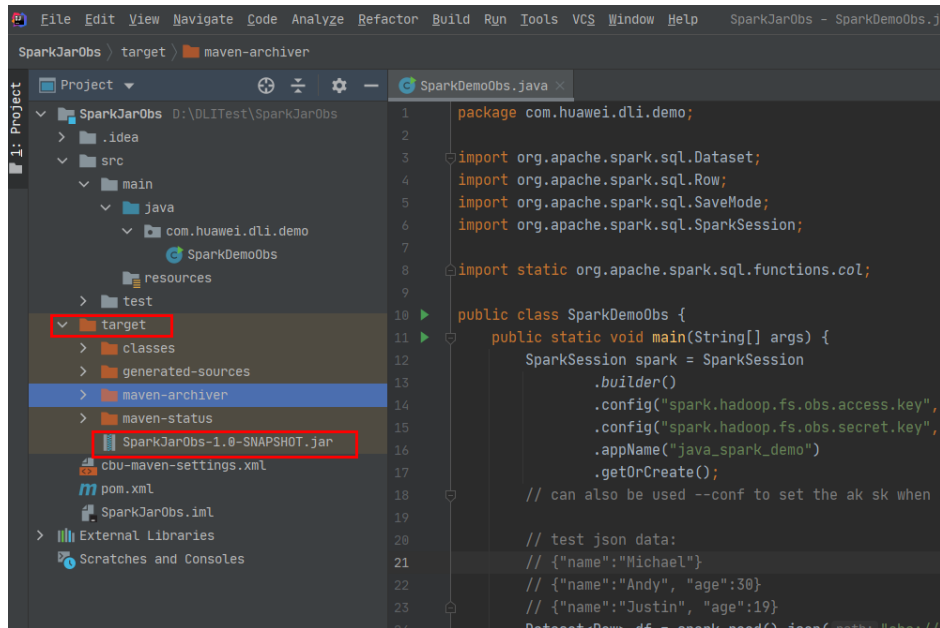 File Edit View Navigate Code Analyze Refactor Build Run Tools VCS Window Help SparkJarObs - SparkDemoObs.j
SparkJarObs target maven-archiver
1: Project
Project
SparkJarObs D:\DLITest\SparkJarObs
.idea
src
main
java
com.huawei.dli.demo
SparkDemoObs
resources
test
target
classes
generated-sources
maven-archiver
maven-status
SparkJarObs-1.0-SNAPSHOT.jar
cbu-maven-settings.xml
pom.xml
SparkJarObs.iml
External Libraries
Scratches and Consoles
SparkDemoObs.java
1 package com.huawei.dli.demo;
2
3 import org.apache.spark.sql.Dataset;
4 import org.apache.spark.sql.Row;
5 import org.apache.spark.sql.SaveMode;
6 import org.apache.spark.sql.SparkSession;
7
8 import static org.apache.spark.sql.functions.col;
9
10 public class SparkDemoObs {
11 public static void main(String[] args) {
12 SparkSession spark = SparkSession
13 .builder()
14 .config("spark.hadoop.fs.obs.access.key",
15 .config("spark.hadoop.fs.obs.secret.key",
16 .appName("java_spark_demo")
17 .getOrCreate();
18 // can also be used --conf to set the ak sk when
19
20 // test json data:
21 // {"name":"Michael"}
22 // {"name":"Andy", "age":30}
23 // {"name":"Justin", "age":19}